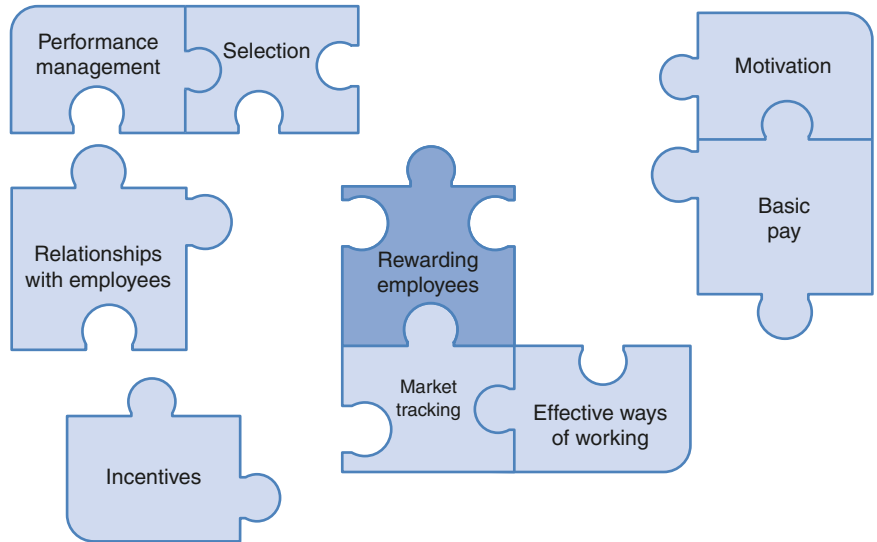 Performance
management
Selection
Motivation
Relationships
with employees
Rewarding
employees
Basic
pay
Market
tracking
Effective ways
of working
Incentives